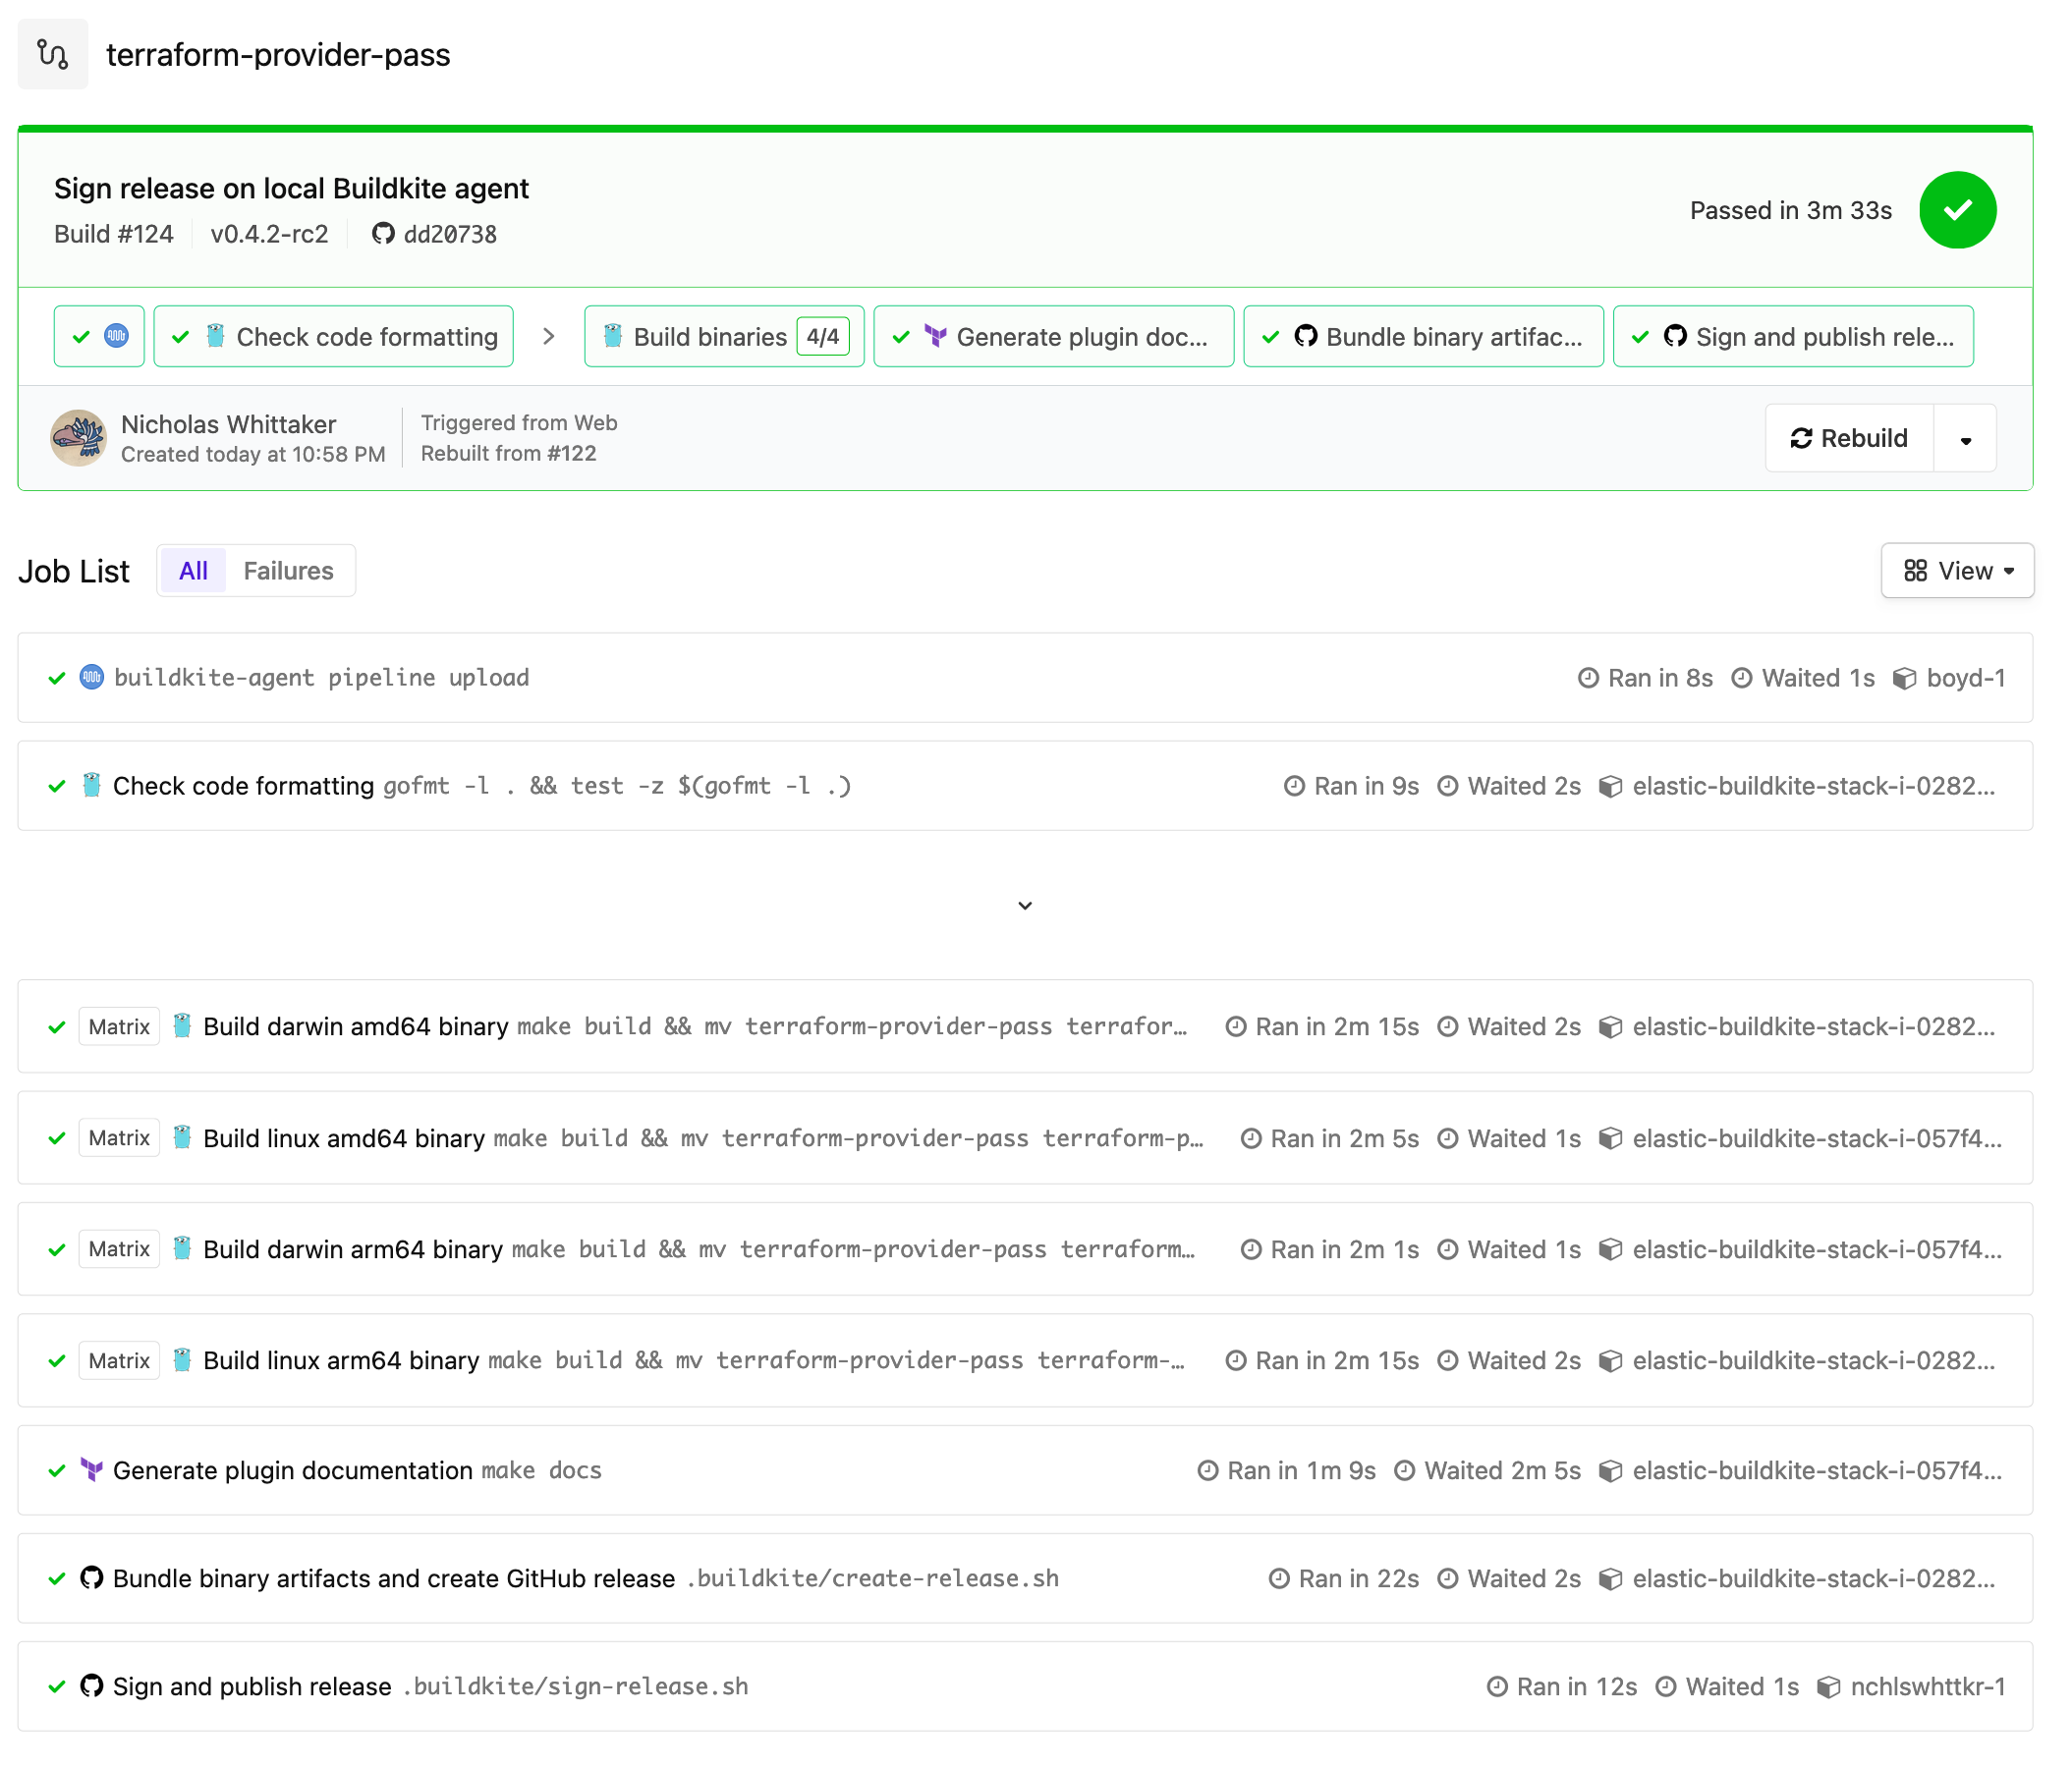 terraform-provider-pass
Sign release on local Buildkite agent
Build #124 v0.4.2-rc2 dd20738
Passed in 3m 33s
Check code formatting Build binaries 4/4 Generate plugin doc... Bundle binary artifac... Sign and publish rele...
Nicholas Whittaker
Created today at 10:58 PM
Triggered from Web
Rebuilt from #122
Rebuild
Job List All Failures View
buildkite-agent pipeline upload Ran in 8s Waited 1s boyd-1
Check code formatting gofmt -l . && test -z $(gofmt -l .) Ran in 9s Waited 2s elastic-buildkite-stack-i-0282...
Matrix Build darwin amd64 binary make build && mv terraform-provider-pass terrafor... Ran in 2m 15s Waited 2s elastic-buildkite-stack-i-0282...
Matrix Build linux amd64 binary make build && mv terraform-provider-pass terraform-p... Ran in 2m 5s Waited 1s elastic-buildkite-stack-i-057f4...
Matrix Build darwin arm64 binary make build && mv terraform-provider-pass terraform... Ran in 2m 1s Waited 1s elastic-buildkite-stack-i-057f4...
Matrix Build linux arm64 binary make build && mv terraform-provider-pass terraform-... Ran in 2m 15s Waited 2s elastic-buildkite-stack-i-0282...
Generate plugin documentation make docs Ran in 1m 9s Waited 2m 5s elastic-buildkite-stack-i-057f4...
Bundle binary artifacts and create GitHub release .buildkite/create-release.sh Ran in 22s Waited 2s elastic-buildkite-stack-i-0282...
Sign and publish release .buildkite/sign-release.sh Ran in 12s Waited 1s nchlswhttkr-1